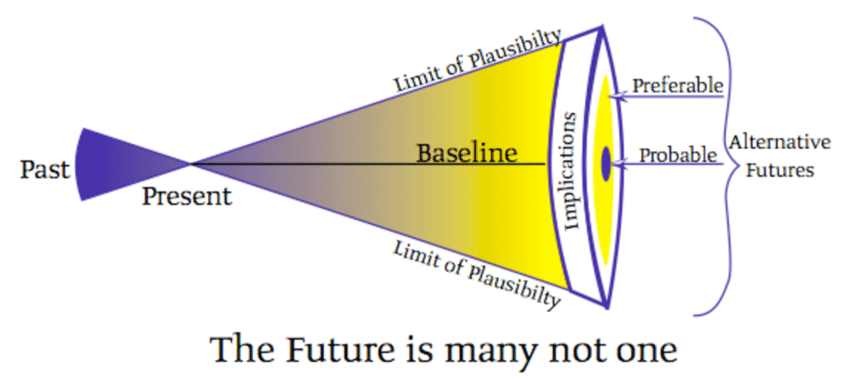 Limit of Plausibilty
Preferable
Baseline
Implications
Probable
Alternative
Futures
Past
Present
Limit of Plausibilty
The Future is many not one